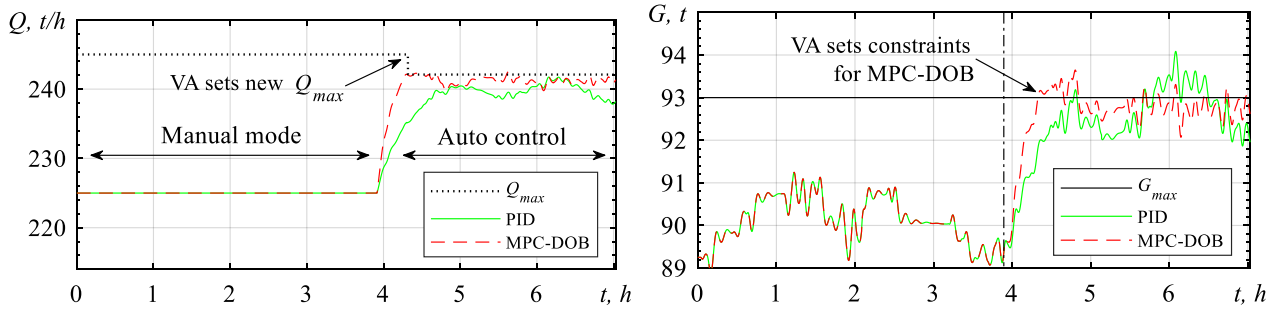 Q, t/h
240
230
220
VA sets new Q_max
Manual mode
Auto control
Q_max
PID
MPC-DOB
0 1 2 3 4 5 6 t, h
G, t
94
93
92
91
90
89
VA sets constraints
for MPC-DOB
G_max
PID
MPC-DOB
0 1 2 3 4 5 6 t, h